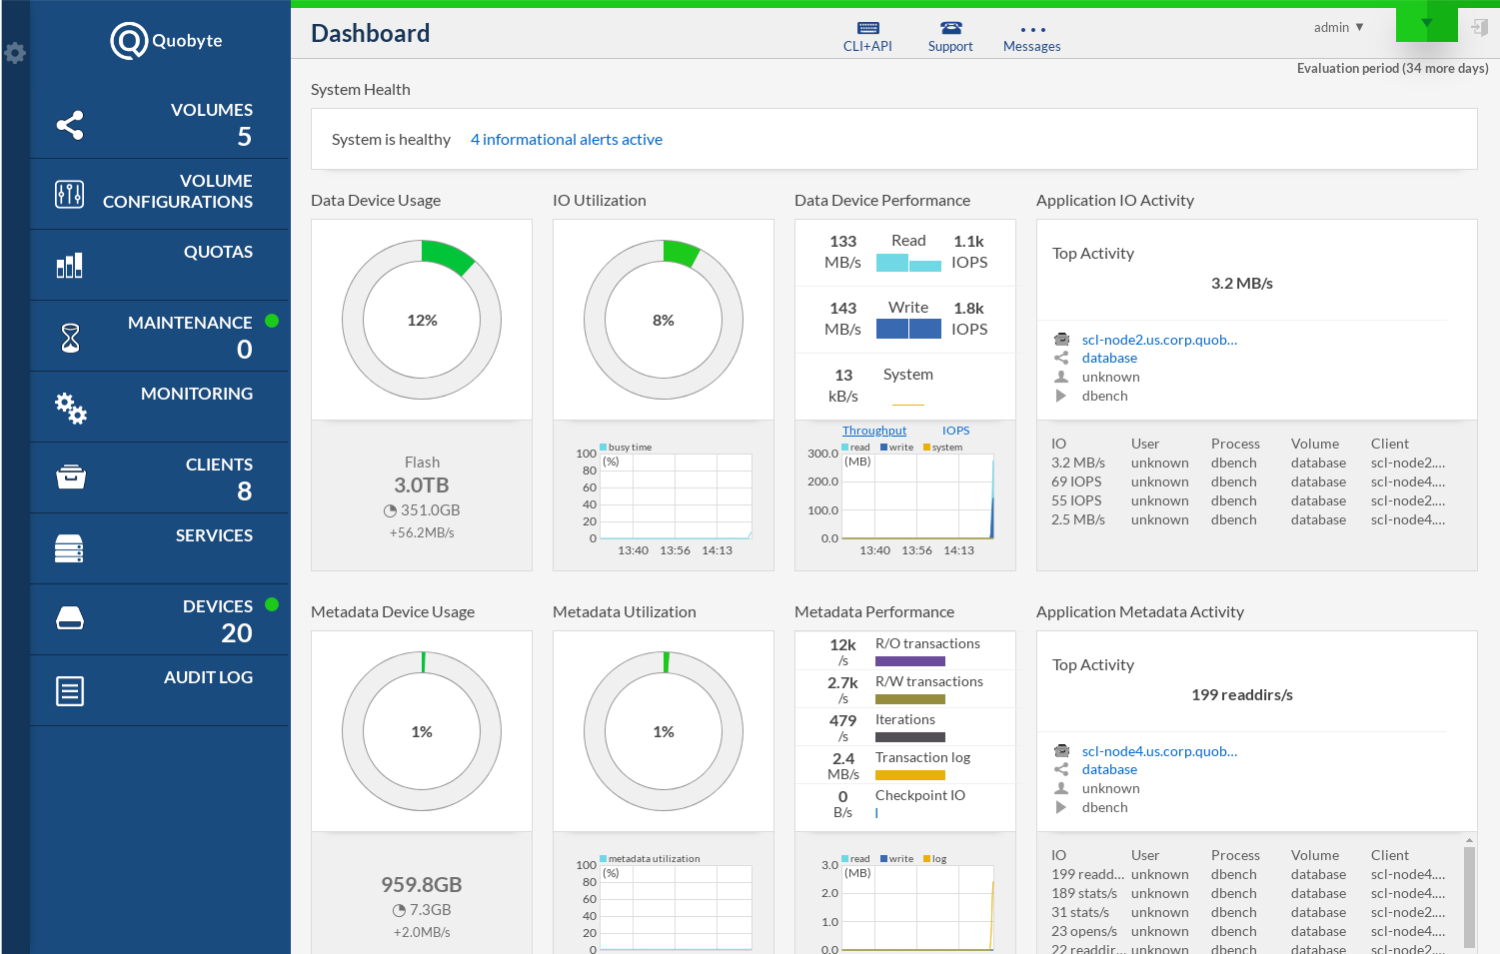 Quobyte
VOLUMES
5
VOLUME
CONFIGURATIONS
QUOTAS
MAINTENANCE
0
MONITORING
CLIENTS
8
SERVICES
DEVICES
20
AUDIT LOG
Dashboard
CLI+API
Support
Messages
admin ▼
Evaluation period (34 more days)
System Health
System is healthy 4 informational alerts active
Data Device Usage
12%
Flash
3.0TB
351.0GB
+56.2MB/s
IO Utilization
8%
busy time
(%)
100
80
60
40
20
0
13:40 13:56 14:13
Data Device Performance
133 Read 1.1k
MB/s IOPS
143 Write 1.8k
MB/s IOPS
13 System
kB/s
Throughput IOPS
read write system
(MB)
300.0
200.0
100.0
0.0
13:40 13:56 14:13
Application IO Activity
Top Activity
3.2 MB/s
scl-node2.us.corp.quob...
database
unknown
dbench
IO User Process Volume Client
3.2 MB/s unknown dbench database scl-node2....
69 IOPS unknown dbench database scl-node4....
55 IOPS unknown dbench database scl-node2....
2.5 MB/s unknown dbench database scl-node4....
Metadata Device Usage
1%
959.8GB
7.3GB
+2.0MB/s
Metadata Utilization
1%
metadata utilization
(%)
100
80
60
40
20
0
Metadata Performance
12k R/O transactions
/s
2.7k R/W transactions
/s
479 Iterations
/s
2.4 Transaction log
MB/s
0 Checkpoint IO
B/s
read write log
(MB)
3.0
2.0
1.0
0.0
Application Metadata Activity
Top Activity
199 readdirs/s
scl-node4.us.corp.quob...
database
unknown
dbench
IO User Process Volume Client
199 readd... unknown dbench database scl-node4....
189 stats/s unknown dbench database scl-node4....
31 stats/s unknown dbench database scl-node2....
23 opens/s unknown dbench database scl-node4....
22 readdir... unknown dbench database scl-node2....